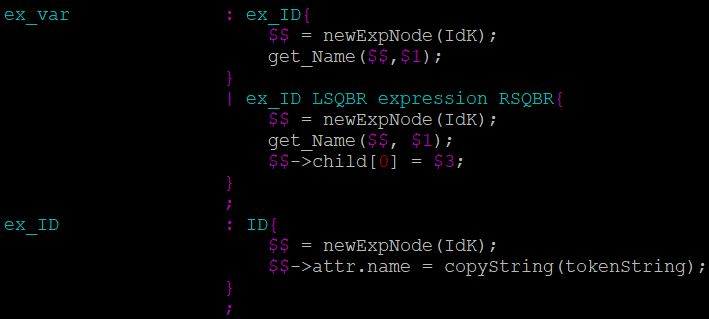 ex_var : ex_ID{
$$ = newExpNode(IdK);
get_Name($$,$1);
}
| ex_ID LSQBR expression RSQBR{
$$ = newExpNode(IdK);
get_Name($$, $1);
$$->child[0] = $3;
}
;
ex_ID : ID{
$$ = newExpNode(IdK);
$$->attr.name = copyString(tokenString);
}
;